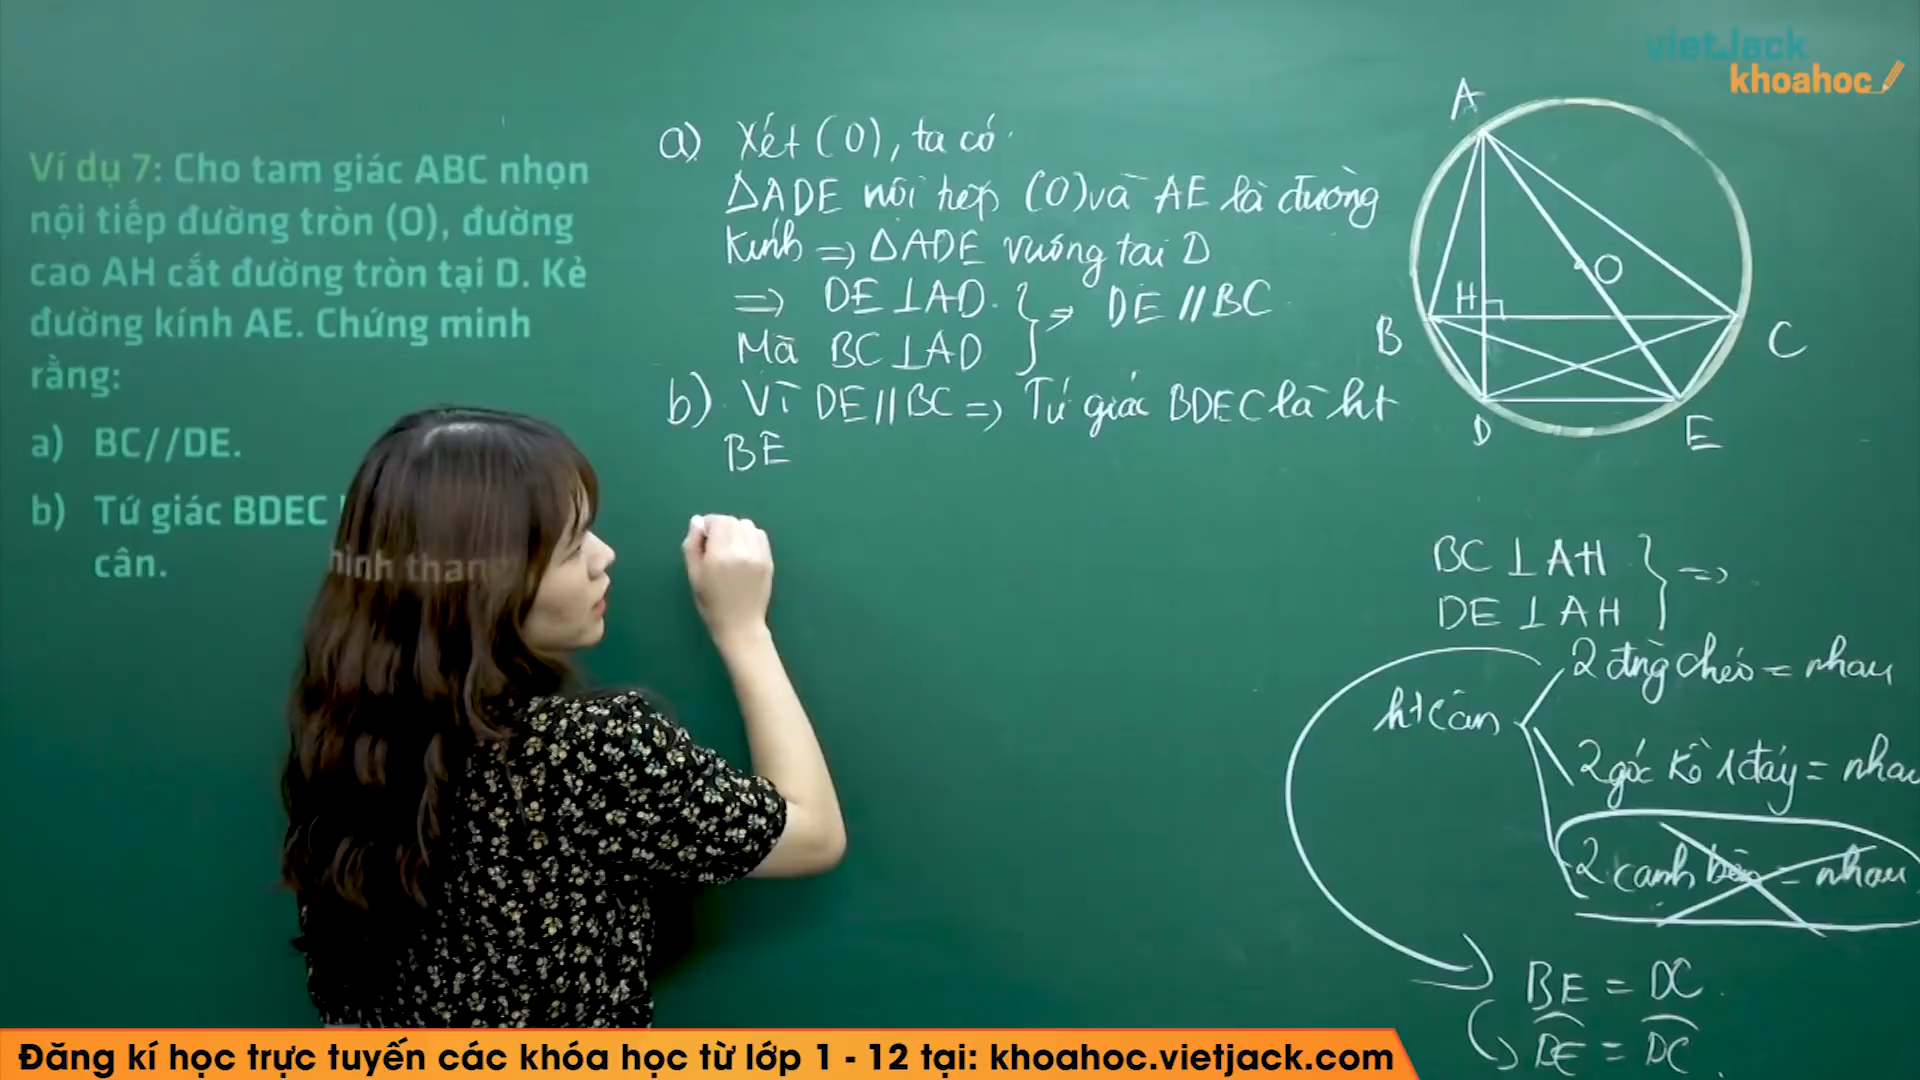 vietJack
khoahoc
Ví dụ 7: Cho tam giác ABC nhọn
nội tiếp đường tròn (O), đường
cao AH cắt đường tròn tại D. Kẻ
đường kính AE. Chứng minh
rằng:
a) BC//DE.
b) Tứ giác BDEC
hình thang
cân.
a) Xét (O), ta có
ΔADE nội tiếp (O) và AE là đường
kính => ΔADE vuông tại D
=> DE ⊥ AD. } => DE // BC
Mà BC ⊥ AD
b) Vì DE // BC => Tứ giác BDEC là ht
BE
A
O
H
B
C
D
E
BC ⊥ AH } =>
DE ⊥ AH
2 đng chéo = nhau
ht cân
2 góc kề 1 đáy = nhau
2 cạnh bên = nhau
BE = DC
BE = DC
Đăng kí học trực tuyến các khóa học từ lớp 1 - 12 tại: khoahoc.vietjack.com